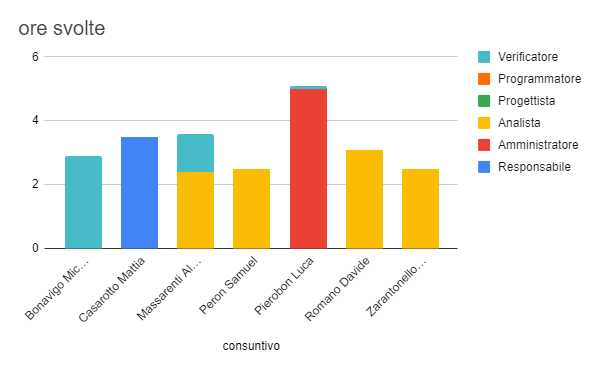 ore svolte
6
4
2
0
Verificatore
Programmatore
Progettista
Analista
Amministratore
Responsabile
Bonavigo Mic…
Casarotto Mattia
Massarenti Al…
Peron Samuel
Pierobon Luca
Romano Davide
Zarantonello…
consuntivo